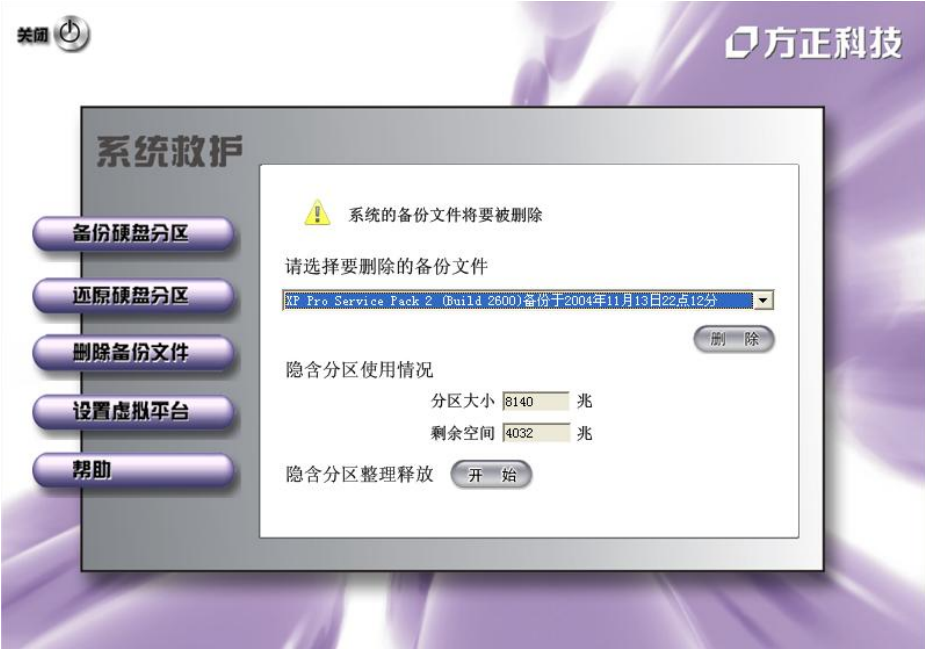 关闭
方正科技
系统救护
备份硬盘分区
还原硬盘分区
删除备份文件
设置虚拟平台
帮助
系统的备份文件将要被删除
请选择要删除的备份文件
XP Pro Service Pack 2 (Build 2600)备份于2004年11月13日22点12分
删 除
隐含分区使用情况
分区大小 8140 兆
剩余空间 4032 兆
隐含分区整理释放 开 始